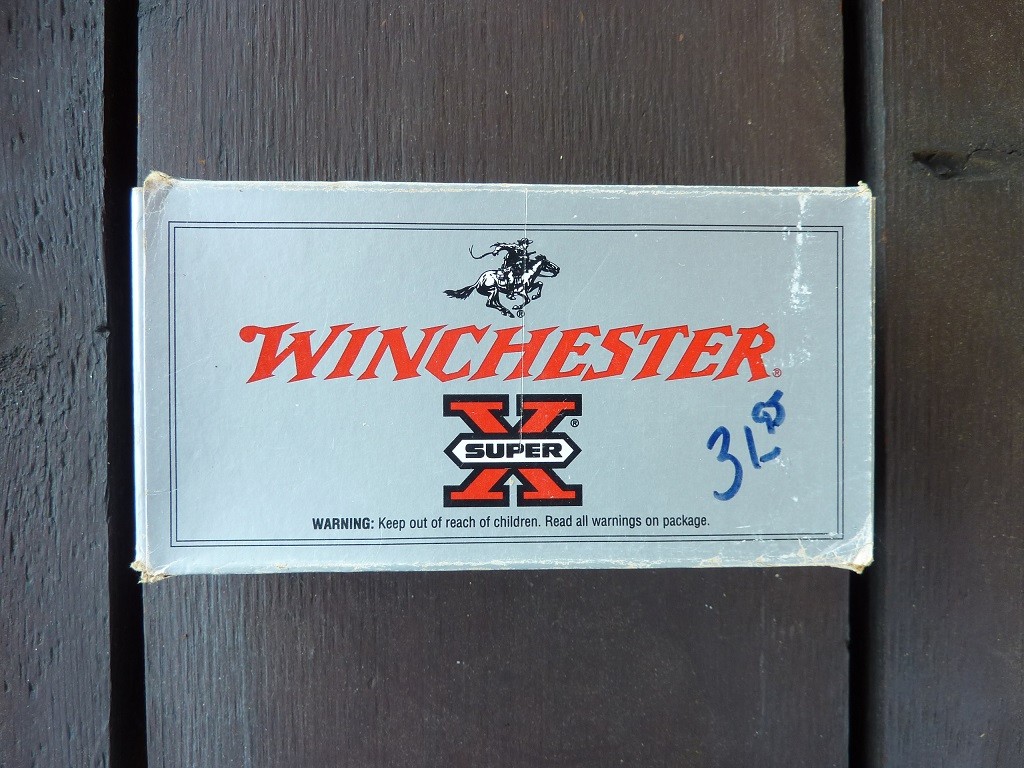 ®
WINCHESTER®
X®
SUPER
31.
WARNING: Keep out of reach of children. Read all warnings on package.